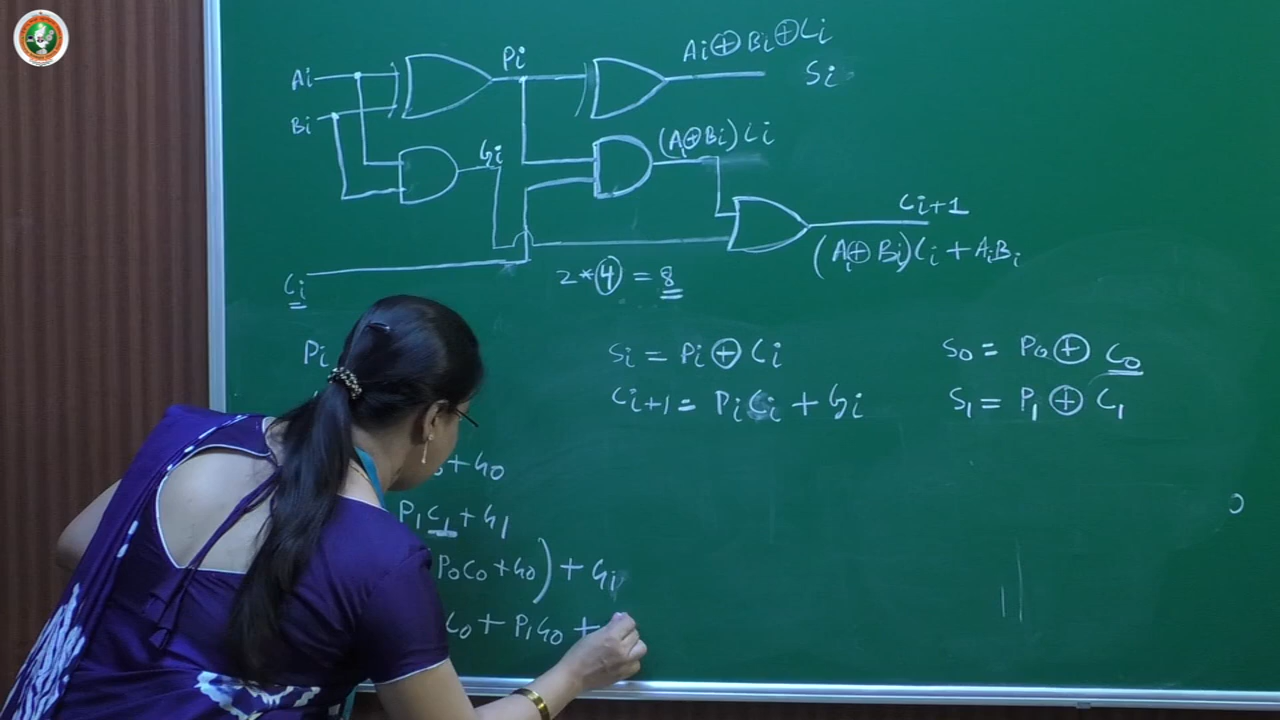 Pi
Ai⊕Bi⊕Ci
Ai
Si
Bi
Gi
(Ai⊕Bi)Ci
Ci+1
(Ai⊕Bi)Ci + AiBi
Ci
2*4 = 8
Pi
Si = Pi⊕Ci
S0 = P0⊕C0
Ci+1 = PiCi + Gi
S1 = P1⊕C1
+G0
P1C1+G1
P0C0+G0) + Gi
C0 + P1G0 +